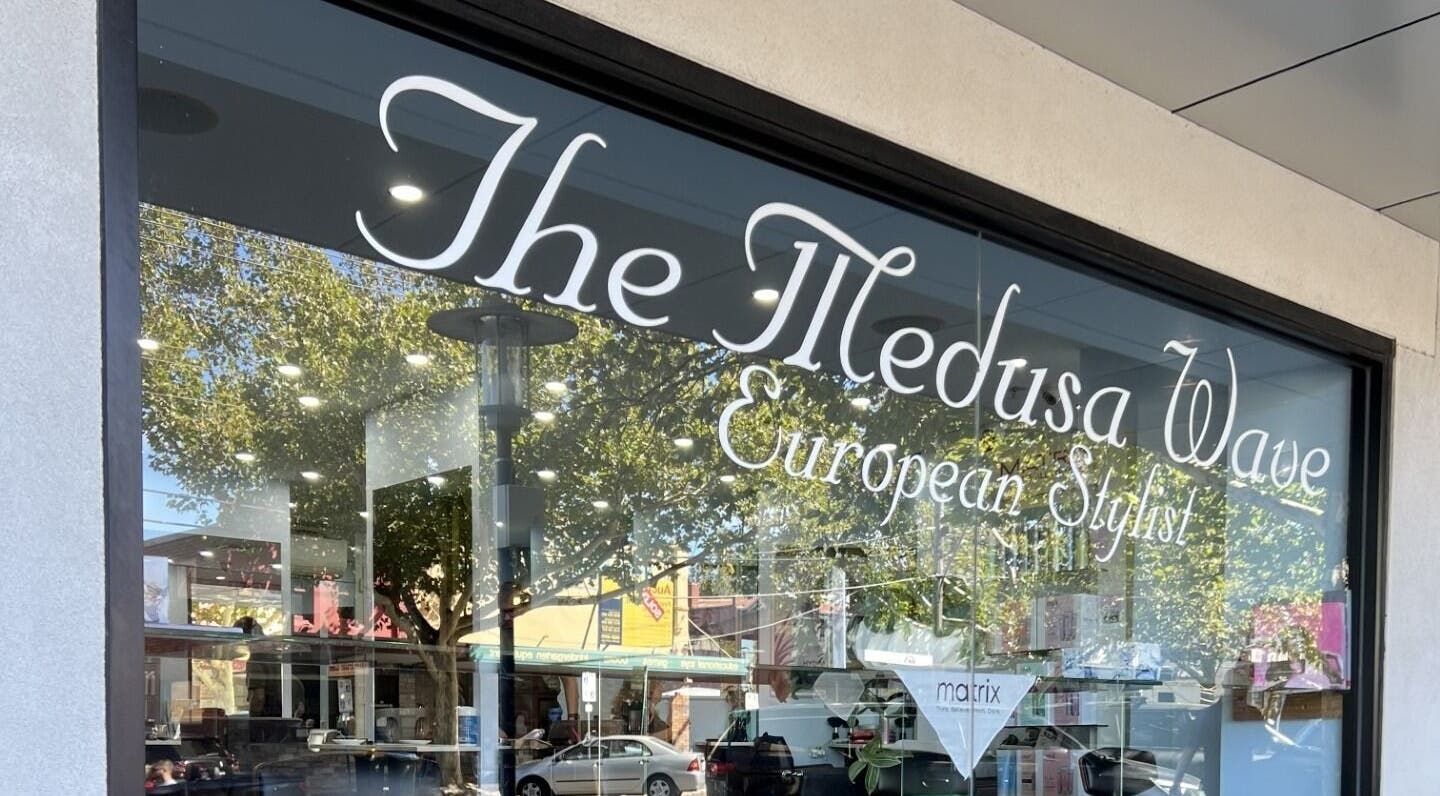 The Medusa Wave
European Stylist
matrix